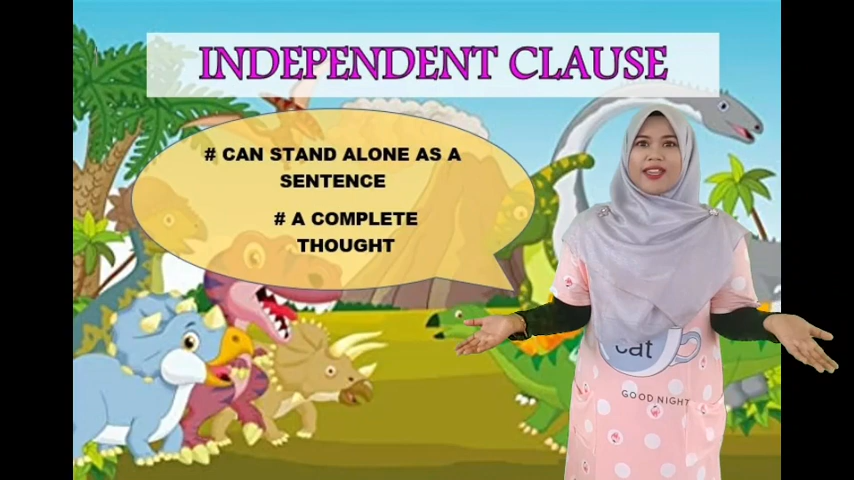 INDEPENDENT CLAUSE
# CAN STAND ALONE AS A
SENTENCE
# A COMPLETE
THOUGHT
cat
GOOD NIGHT